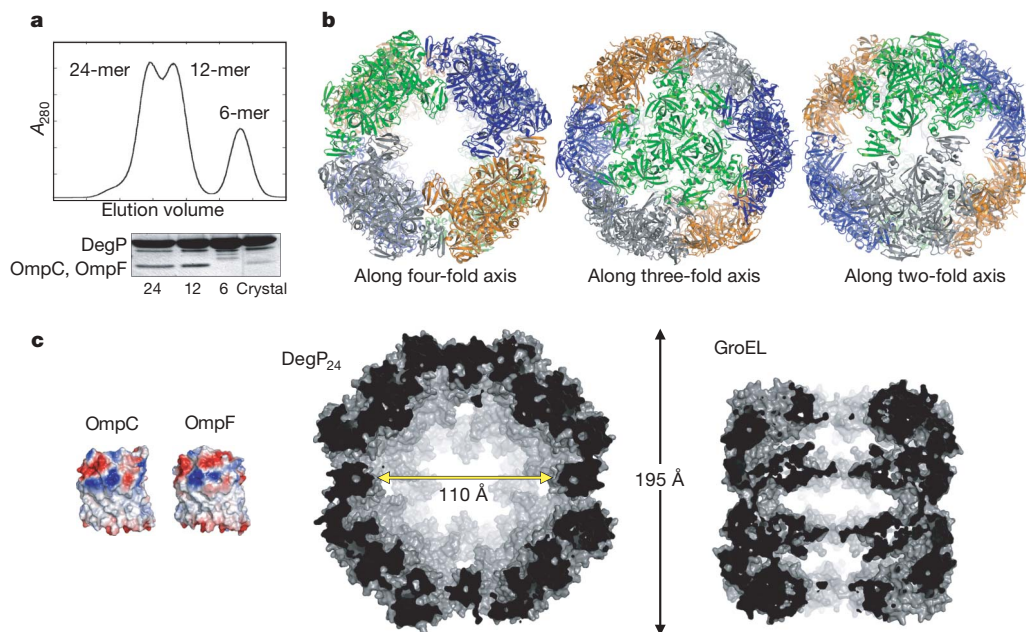 a
24-mer
12-mer
6-mer
A280
Elution volume
DegP
OmpC, OmpF
24 12 6 Crystal
b
Along four-fold axis
Along three-fold axis
Along two-fold axis
c
OmpC
OmpF
DegP24
110 Å
195 Å
GroEL